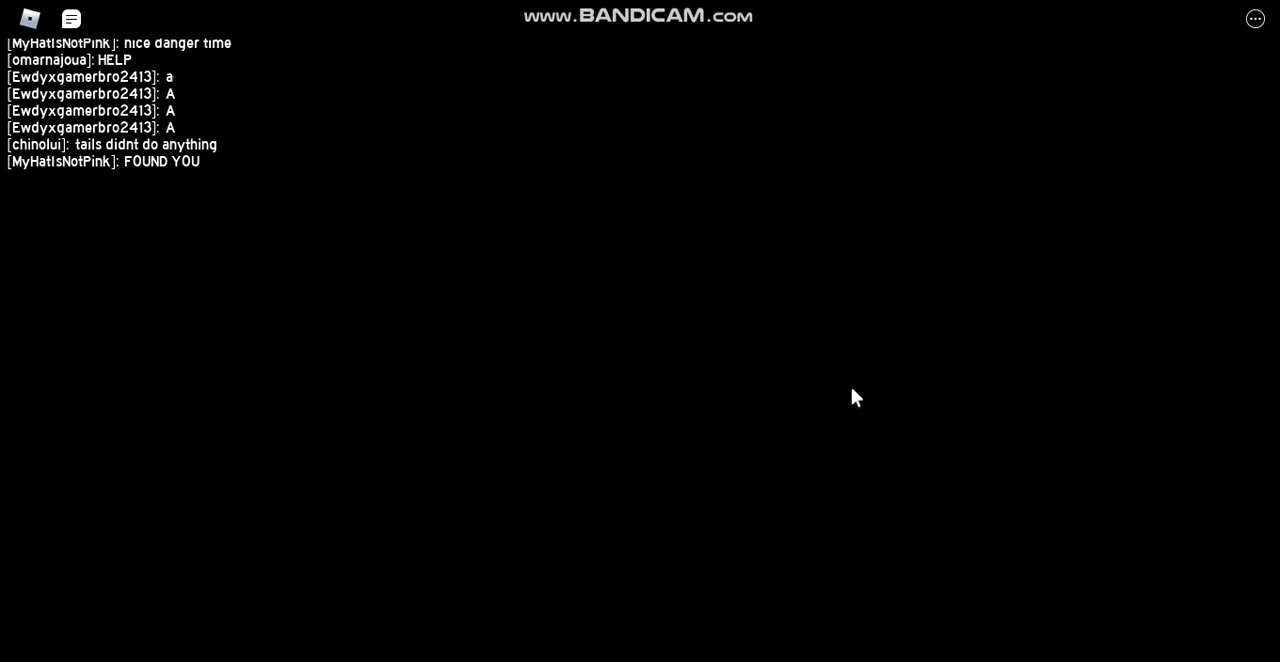 www.BANDICAM.com
[MyHatIsNotPink]: nice danger time
[omarnajoua]: HELP
[Ewdyxgamerbro2413]: a
[Ewdyxgamerbro2413]: A
[Ewdyxgamerbro2413]: A
[Ewdyxgamerbro2413]: A
[chinolui]: tails didnt do anything
[MyHatIsNotPink]: FOUND YOU